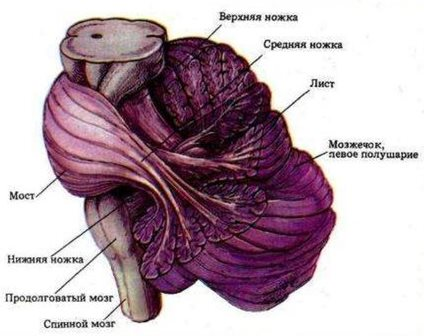 Верхняя ножка
Средняя ножка
Лист
Мозжечок,
левое полушарие
Мост
Нижняя ножка
Продолговатый мозг
Спинной мозг